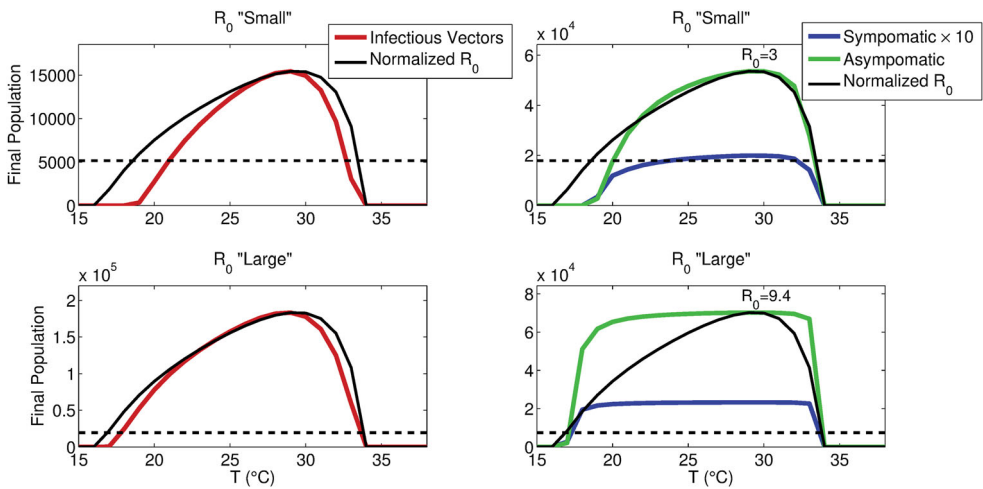 R0 "Small"
Infectious Vectors
Normalized R0
Final Population
15000
10000
5000
0
15 20 25 30 35
R0 "Small"
x 10^4
R0=3
Sympomatic × 10
Asympomatic
Normalized R0
6
4
2
0
15 20 25 30 35
R0 "Large"
x 10^5
Final Population
2
1.5
1
0.5
0
15 20 25 30 35
T (°C)
R0 "Large"
x 10^4
R0=9.4
8
6
4
2
0
15 20 25 30 35
T (°C)